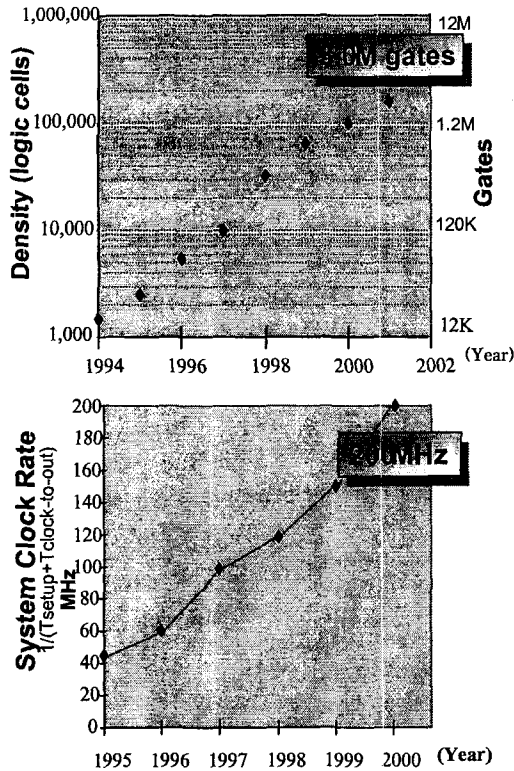 1,000,000
100,000
10,000
1,000
Density (logic cells)
12M
1.2M
120K
12K
Gates
gates
1994 1996 1998 2000 2002 (Year)
200
180
160
140
120
100
80
60
40
20
0
System Clock Rate
1/(Tsetup+Tclock-to-out)
MHz
200MHz
1995 1996 1997 1998 1999 2000 (Year)